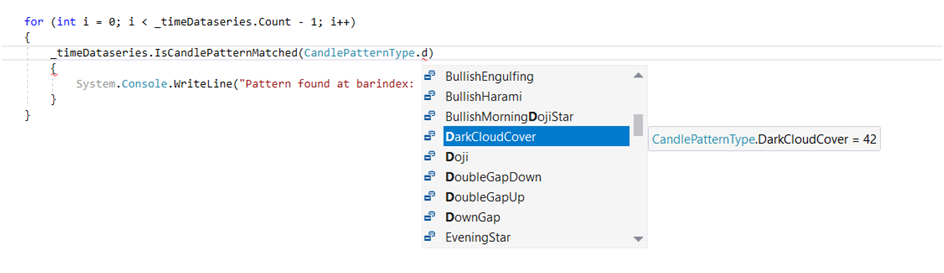 for (int i = 0; i < _timeDataseries.Count - 1; i++)
{
_timeDataseries.IsCandlePatternMatched(CandlePatternType.d)
{
System.Console.WriteLine("Pattern found at barindex:
}
}
BullishEngulfing
BullishHarami
BullishMorningDojiStar
DarkCloudCover
CandlePatternType.DarkCloudCover = 42
Doji
DoubleGapDown
DoubleGapUp
DownGap
EveningStar